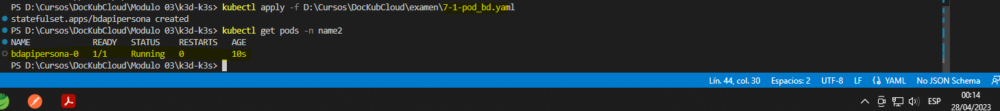 PS D:\Cursos\DocKubCloud\Modulo 03\k3d-k3s> kubectl apply -f D:\Cursos\DocKubCloud\examen\7-1-pod_bd.yaml
statefulset.apps/bdapipersona created
PS D:\Cursos\DocKubCloud\Modulo 03\k3d-k3s> kubectl get pods -n name2
NAME READY STATUS RESTARTS AGE
bdapipersona-0 1/1 Running 0 10s
PS D:\Cursos\DocKubCloud\Modulo 03\k3d-k3s>
Lín. 44, col. 30 Espacios: 2 UTF-8 LF {} YAML No JSON Schema
ESP 00:14
28/04/2023